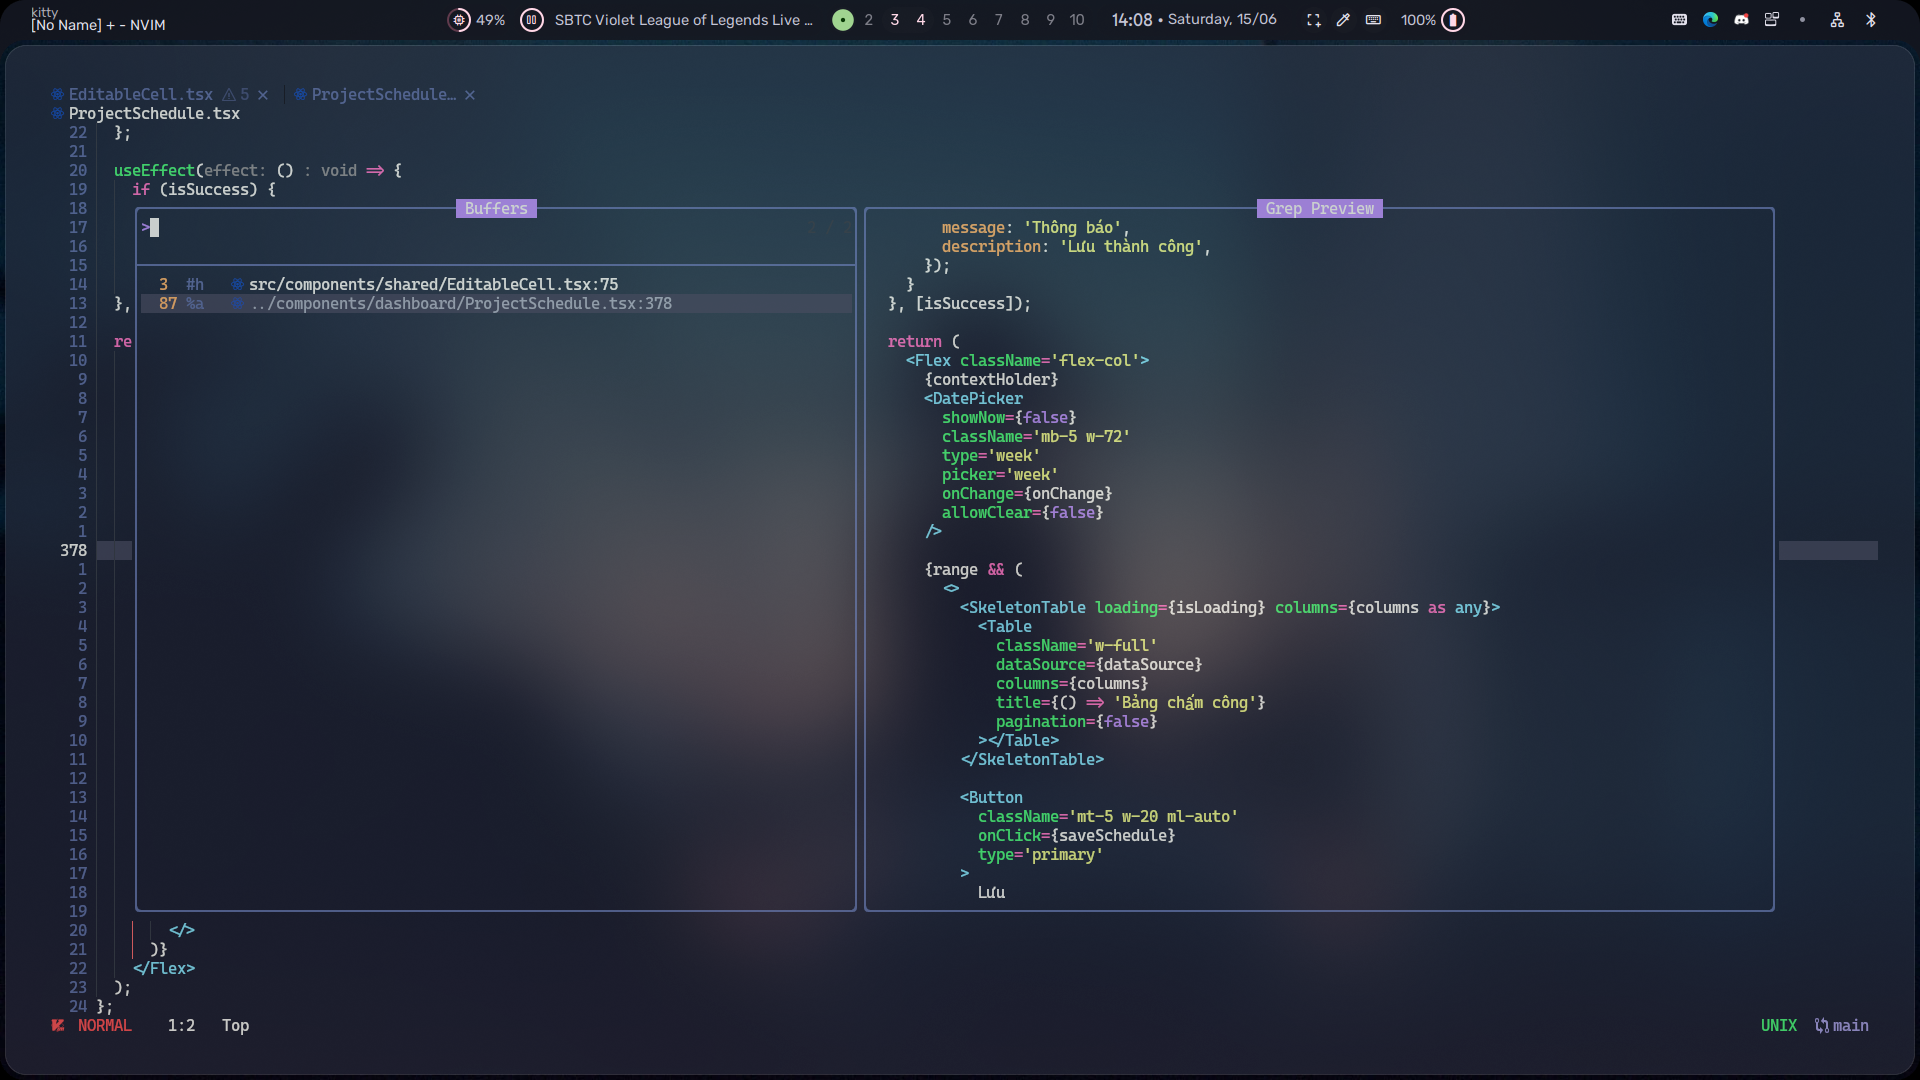 kitty
[No Name] + - NVIM
49%
SBTC Violet League of Legends Live ...
2 3 4 5 6 7 8 9 10
14:08 • Saturday, 15/06
100%
EditableCell.tsx 5 × ProjectSchedule… ×
ProjectSchedule.tsx
22 };
21
20 useEffect(effect: () : void => {
19 if (isSuccess) {
18
17
16
15
14
13 },
12
11 re
10
9
8
7
6
5
4
3
2
1
378
1
2
3
4
5
6
7
8
9
10
11
12
13
14
15
16
17
18
19
20 </>
21 )}
22 </Flex>
23 );
24 };
Buffers
>
3 #h src/components/shared/EditableCell.tsx:75
87 %a ../components/dashboard/ProjectSchedule.tsx:378
Grep Preview
message: 'Thông báo',
description: 'Lưu thành công',
});
}
}, [isSuccess]);
return (
<Flex className='flex-col'>
{contextHolder}
<DatePicker
showNow={false}
className='mb-5 w-72'
type='week'
picker='week'
onChange={onChange}
allowClear={false}
/>
{range && (
<>
<SkeletonTable loading={isLoading} columns={columns as any}>
<Table
className='w-full'
dataSource={dataSource}
columns={columns}
title={() => 'Bảng chấm công'}
pagination={false}
></Table>
</SkeletonTable>
<Button
className='mt-5 w-20 ml-auto'
onClick={saveSchedule}
type='primary'
>
Lưu
NORMAL 1:2 Top
UNIX main